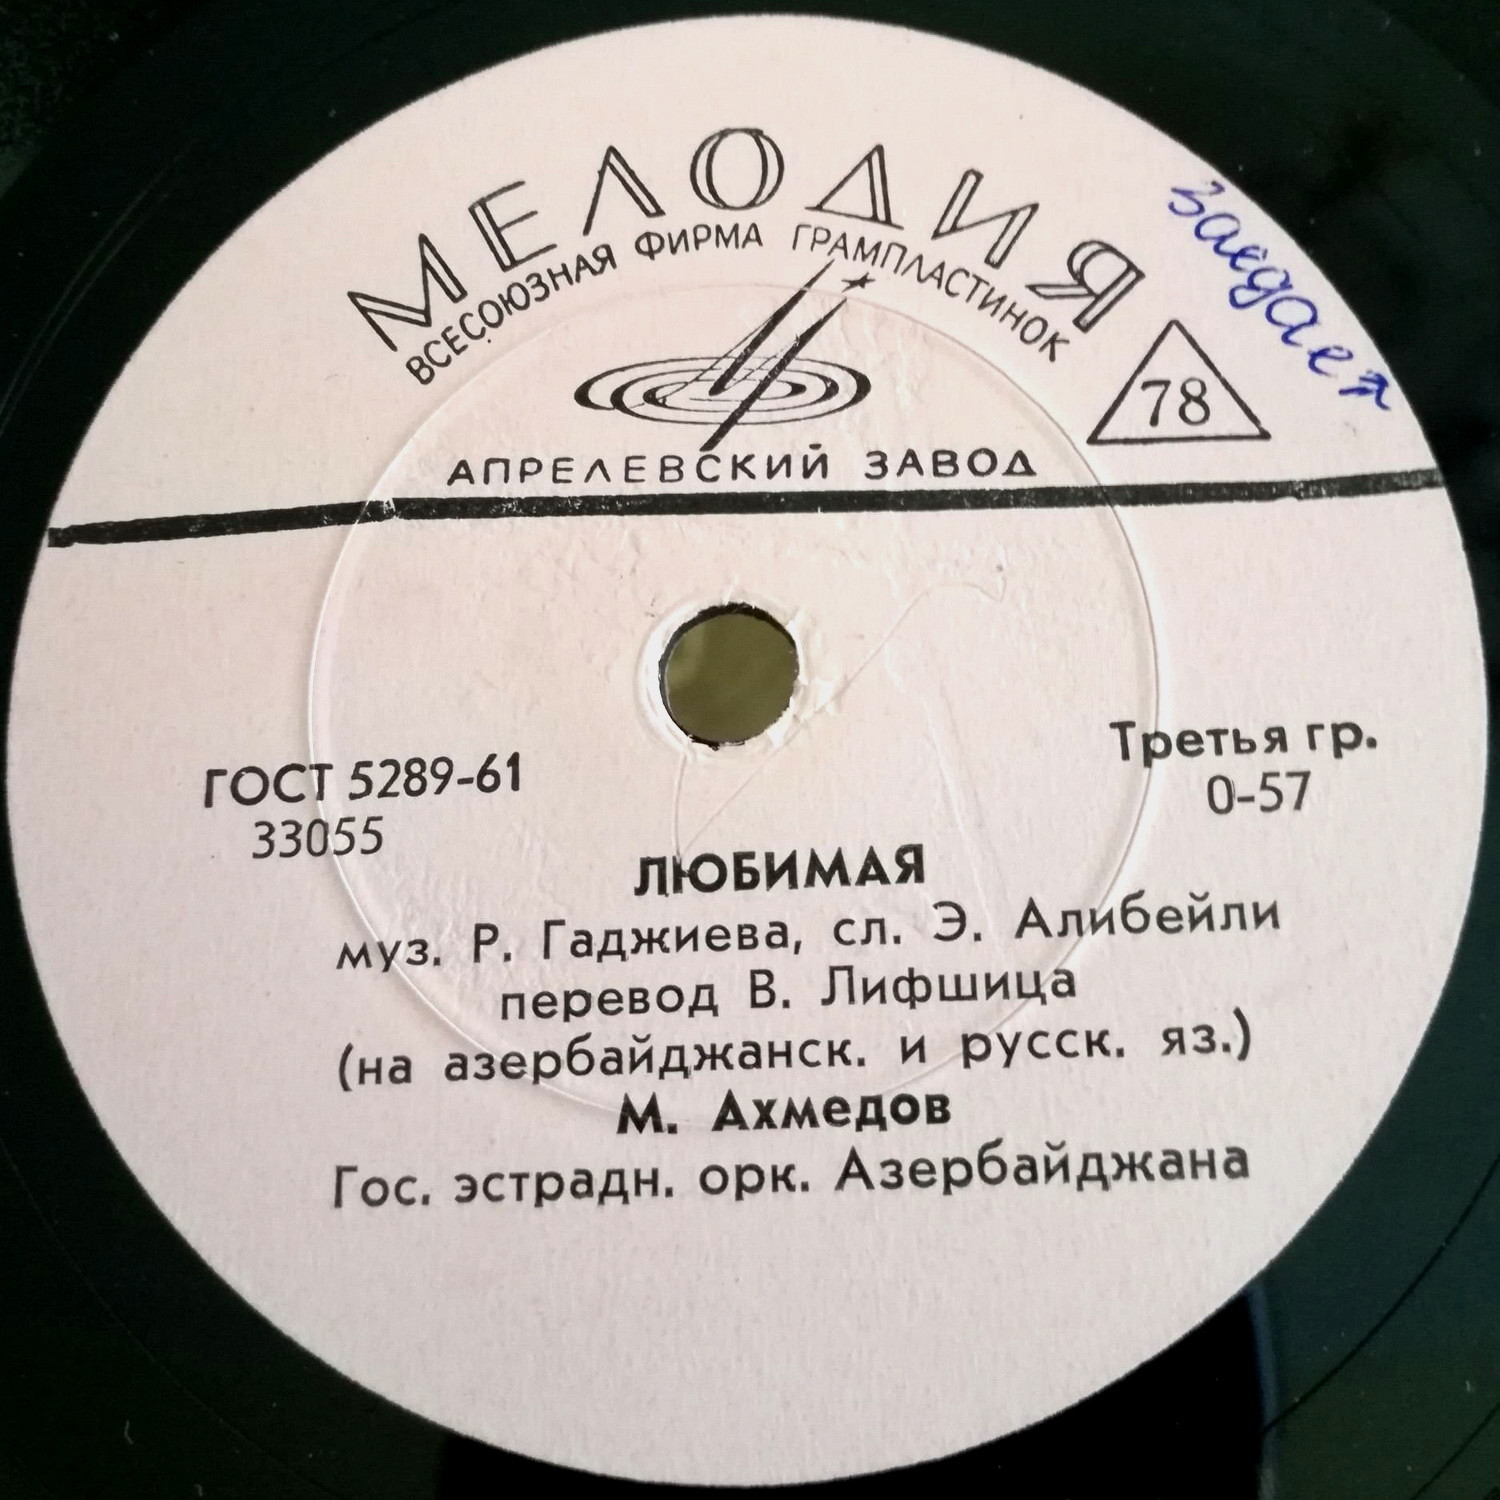 МЕЛОДИЯ
ВСЕСОЮЗНАЯ ФИРМА ГРАМПЛАСТИНОК
заедает
78
АПРЕЛЕВСКИЙ ЗАВОД
ГОСТ 5289-61
33055
Третья гр.
0-57
ЛЮБИМАЯ
муз. Р. Гаджиева, сл. Э. Алибейли
перевод В. Лифшица
(на азербайджанск. и русск. яз.)
М. Ахмедов
Гос. эстрадн. орк. Азербайджана